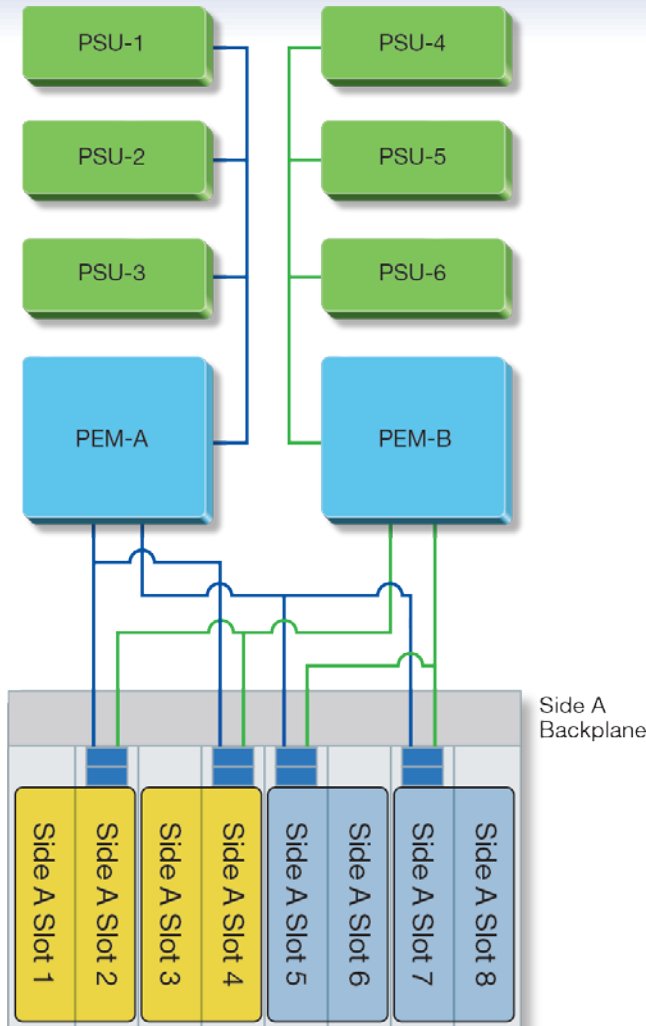 PSU-1
PSU-4
PSU-2
PSU-5
PSU-3
PSU-6
PEM-A
PEM-B
Side A
Backplane
Side A Slot 1
Side A Slot 2
Side A Slot 3
Side A Slot 4
Side A Slot 5
Side A Slot 6
Side A Slot 7
Side A Slot 8